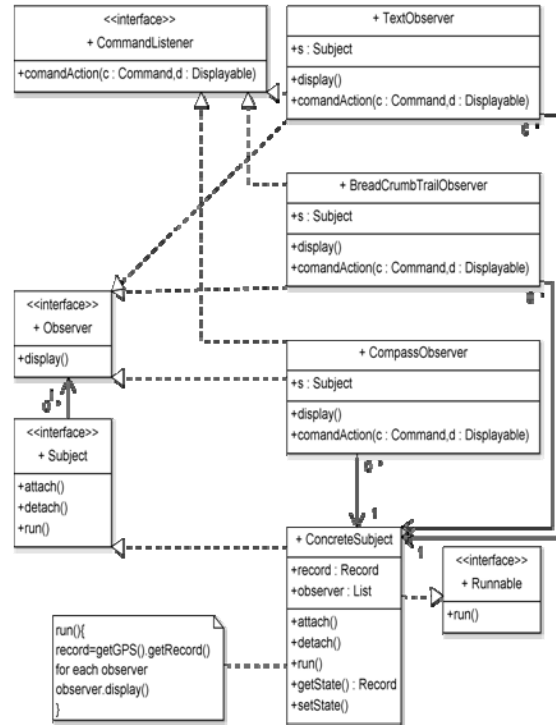 <<interface>>
+ CommandListener
+comandAction(c : Command,d : Displayable)
+ TextObserver
+s : Subject
+display()
+comandAction(c : Command,d : Displayable)
+ BreadCrumbTrailObserver
+s : Subject
+display()
+comandAction(c : Command,d : Displayable)
<<interface>>
+ Observer
+display()
+ CompassObserver
+s : Subject
+display()
+comandAction(c : Command,d : Displayable)
<<interface>>
+ Subject
+attach()
+detach()
+run()
1
1
+ ConcreteSubject
+record : Record
+observer : List
+attach()
+detach()
+run()
+getState() : Record
+setState()
<<interface>>
+ Runnable
+run()
run(){
record=getGPS().getRecord()
for each observer
observer.display()
}